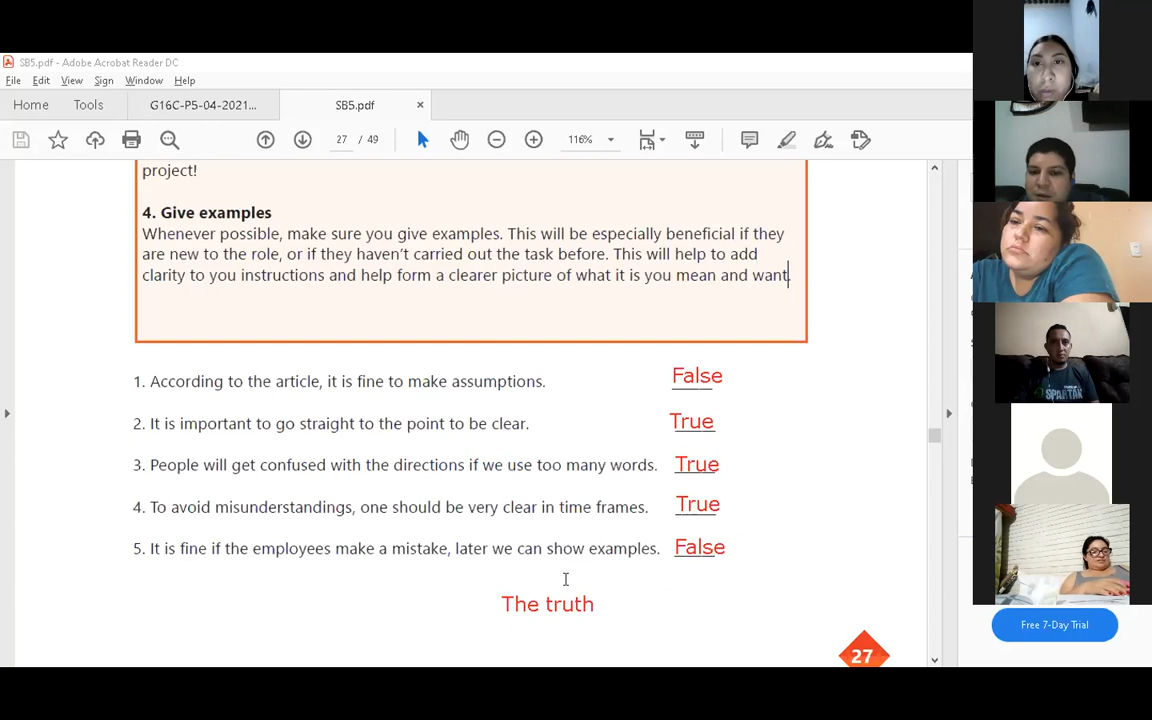 SB5.pdf - Adobe Acrobat Reader DC
File Edit View Sign Window Help
Home Tools G16C-P5-04-2021... SB5.pdf ×
27 / 49 116%
project!
4. Give examples
Whenever possible, make sure you give examples. This will be especially beneficial if they
are new to the role, or if they haven't carried out the task before. This will help to add
clarity to you instructions and help form a clearer picture of what it is you mean and want.
1. According to the article, it is fine to make assumptions. False
2. It is important to go straight to the point to be clear. True
3. People will get confused with the directions if we use too many words. True
4. To avoid misunderstandings, one should be very clear in time frames. True
5. It is fine if the employees make a mistake, later we can show examples. False
The truth
27
Free 7-Day Trial
SPARTAN